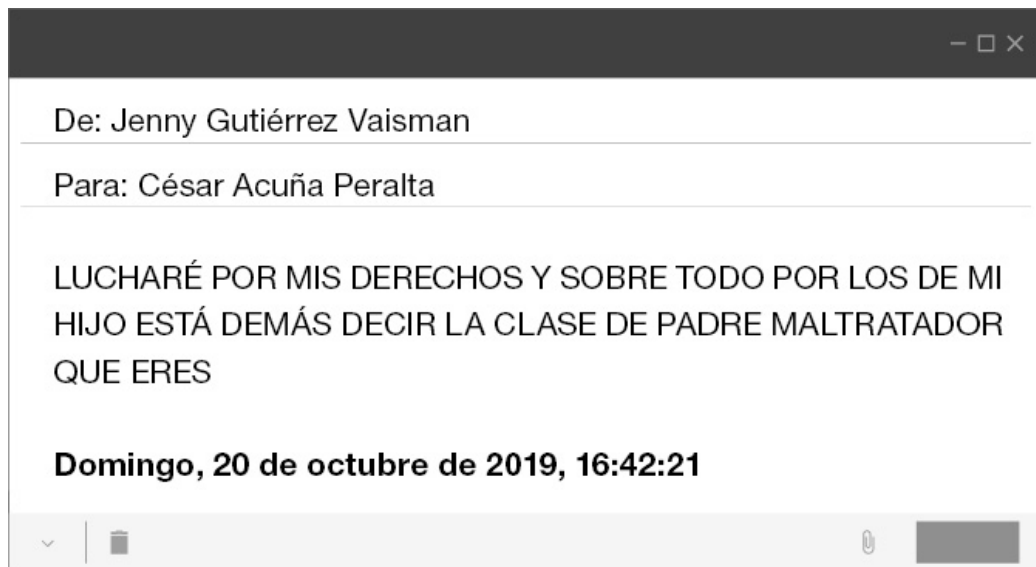 De: Jenny Gutiérrez Vaisman
Para: César Acuña Peralta
LUCHARÉ POR MIS DERECHOS Y SOBRE TODO POR LOS DE MI
HIJO ESTÁ DEMÁS DECIR LA CLASE DE PADRE MALTRATADOR
QUE ERES
Domingo, 20 de octubre de 2019, 16:42:21